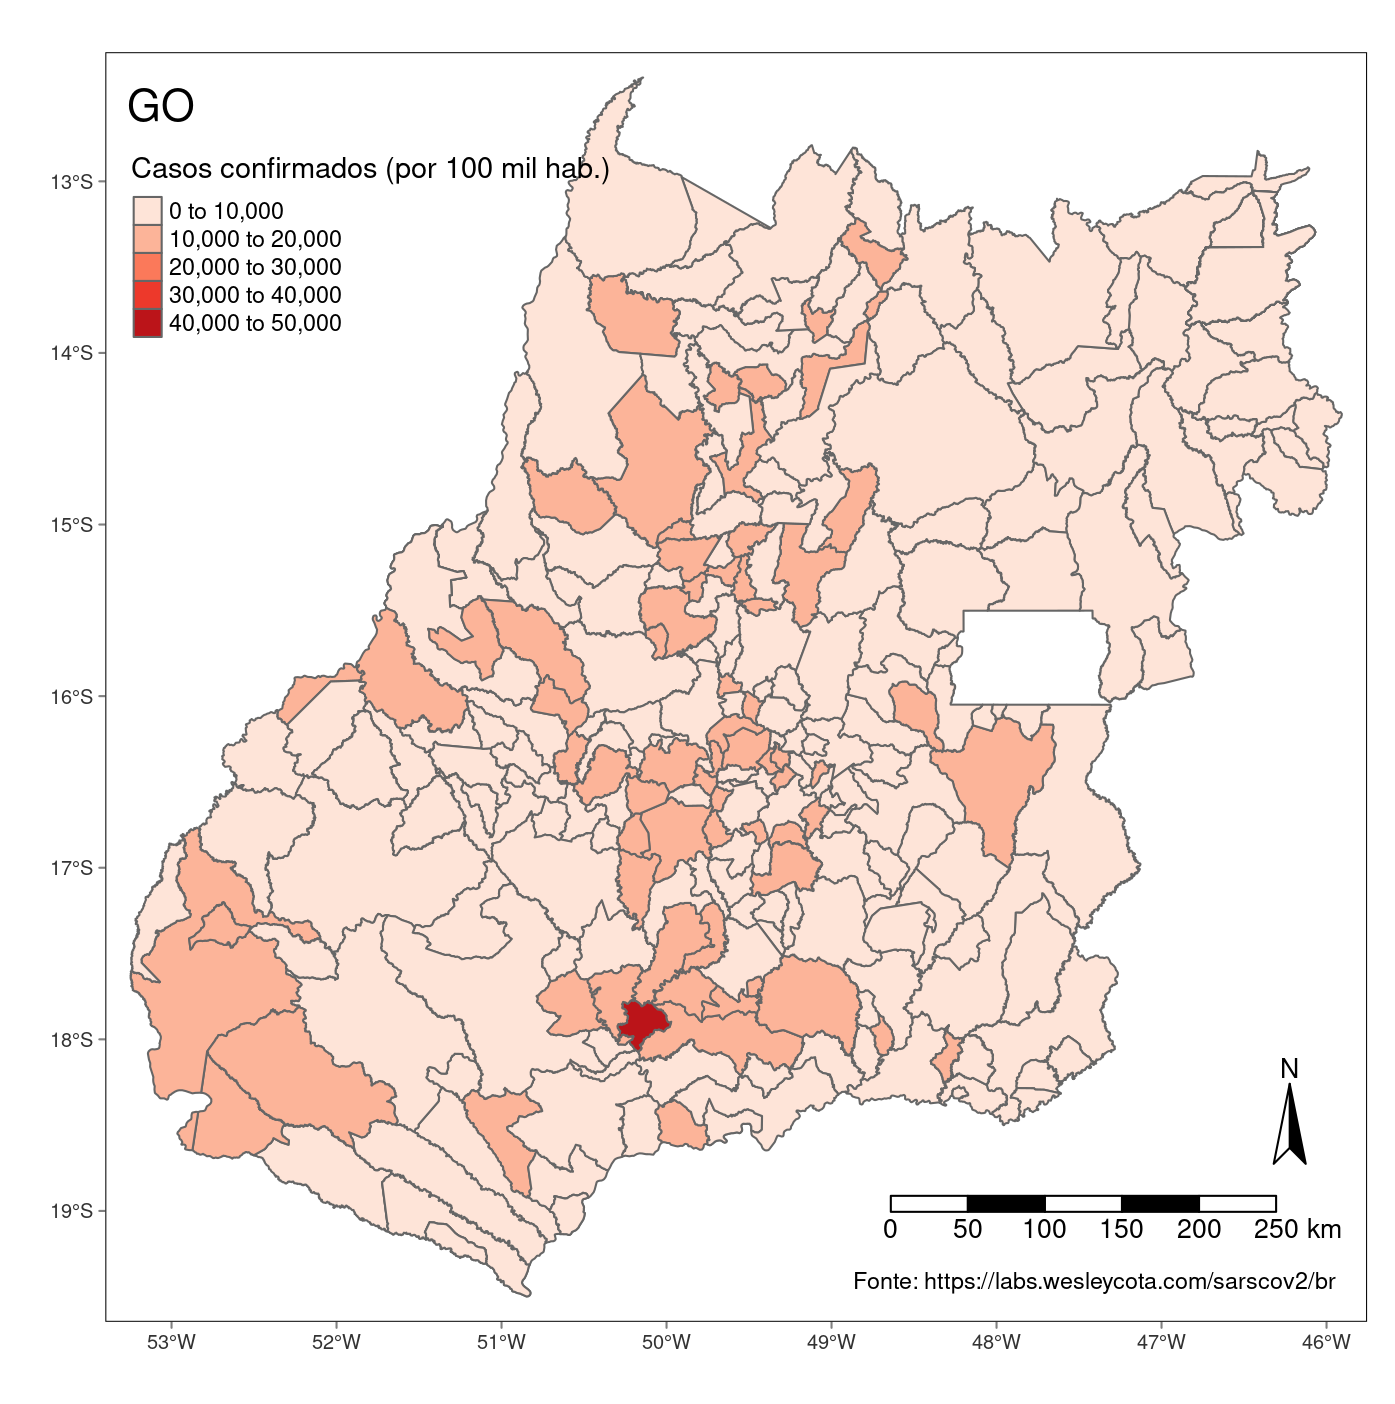 GO
Casos confirmados (por 100 mil hab.)
0 to 10,000
10,000 to 20,000
20,000 to 30,000
30,000 to 40,000
40,000 to 50,000
13°S
14°S
15°S
16°S
17°S
18°S
19°S
N
0 50 100 150 200 250 km
Fonte: https://labs.wesleycota.com/sarscov2/br
53°W 52°W 51°W 50°W 49°W 48°W 47°W 46°W